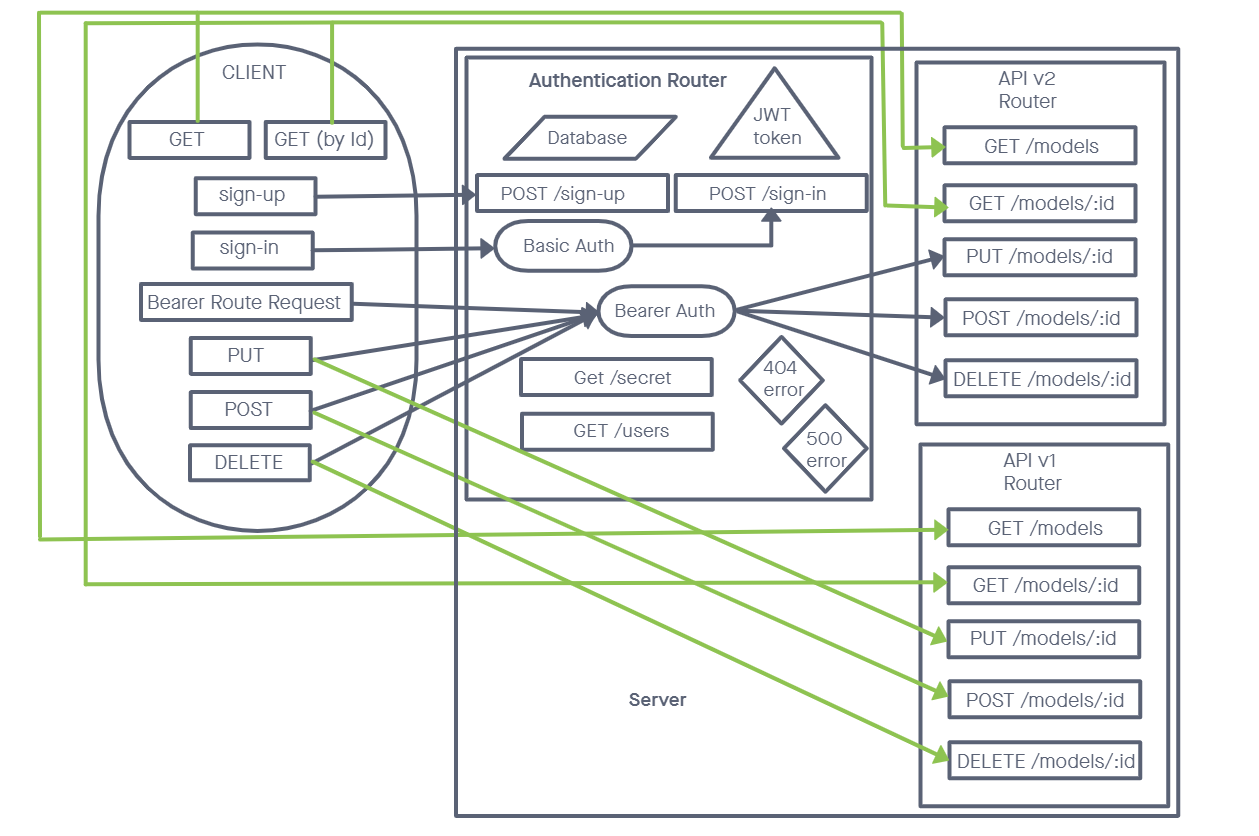 CLIENT
GET
GET (by Id)
sign-up
sign-in
Bearer Route Request
PUT
POST
DELETE
Authentication Router
Database
JWT
token
POST /sign-up
POST /sign-in
Basic Auth
Bearer Auth
Get /secret
GET /users
404
error
500
error
Server
API v2
Router
GET /models
GET /models/:id
PUT /models/:id
POST /models/:id
DELETE /models/:id
API v1
Router
GET /models
GET /models/:id
PUT /models/:id
POST /models/:id
DELETE /models/:id